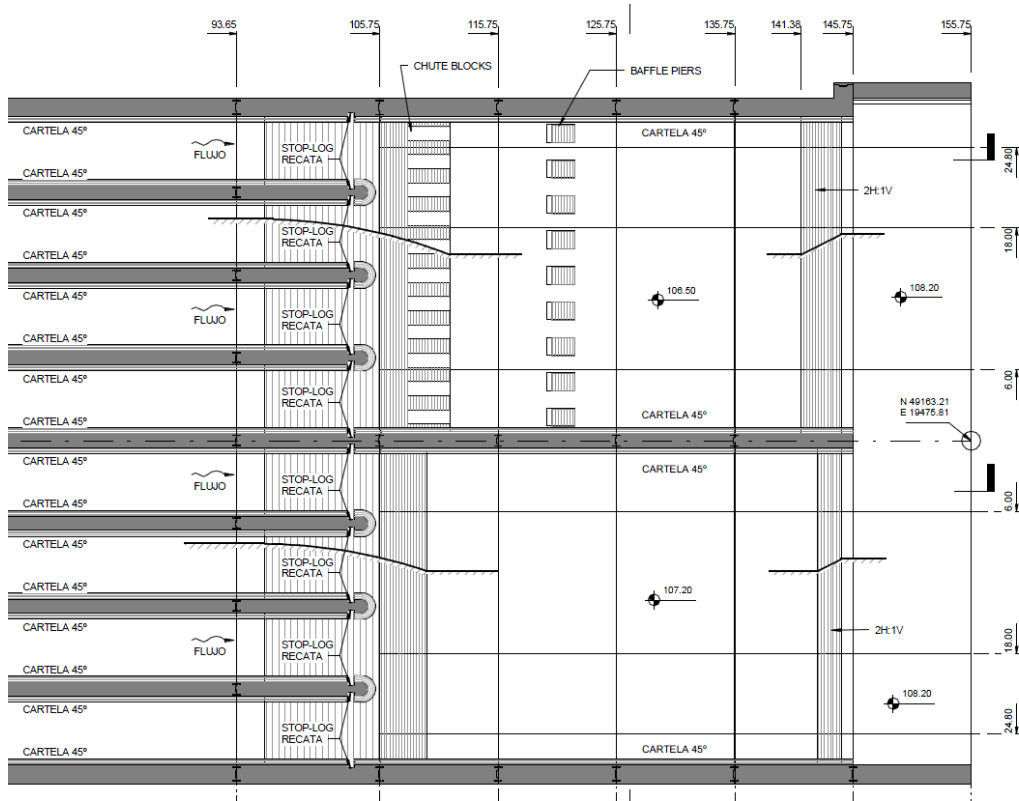 93.65
105.75
115.75
125.75
135.75
141.38
145.75
155.75
CHUTE BLOCKS
BAFFLE PIERS
CARTELA 45º
CARTELA 45º
FLUJO
STOP-LOG
RECATA
24.80
CARTELA 45º
2H:1V
CARTELA 45º
STOP-LOG
RECATA
18.00
CARTELA 45º
CARTELA 45º
FLUJO
STOP-LOG
RECATA
106.50
108.20
CARTELA 45º
CARTELA 45º
STOP-LOG
RECATA
6.00
N 49163.21
E 19475.81
CARTELA 45º
CARTELA 45º
CARTELA 45º
CARTELA 45º
FLUJO
STOP-LOG
RECATA
6.00
CARTELA 45º
CARTELA 45º
STOP-LOG
RECATA
CARTELA 45º
107.20
CARTELA 45º
FLUJO
STOP-LOG
RECATA
2H:1V
18.00
CARTELA 45º
108.20
CARTELA 45º
STOP-LOG
RECATA
24.80
CARTELA 45º
CARTELA 45º